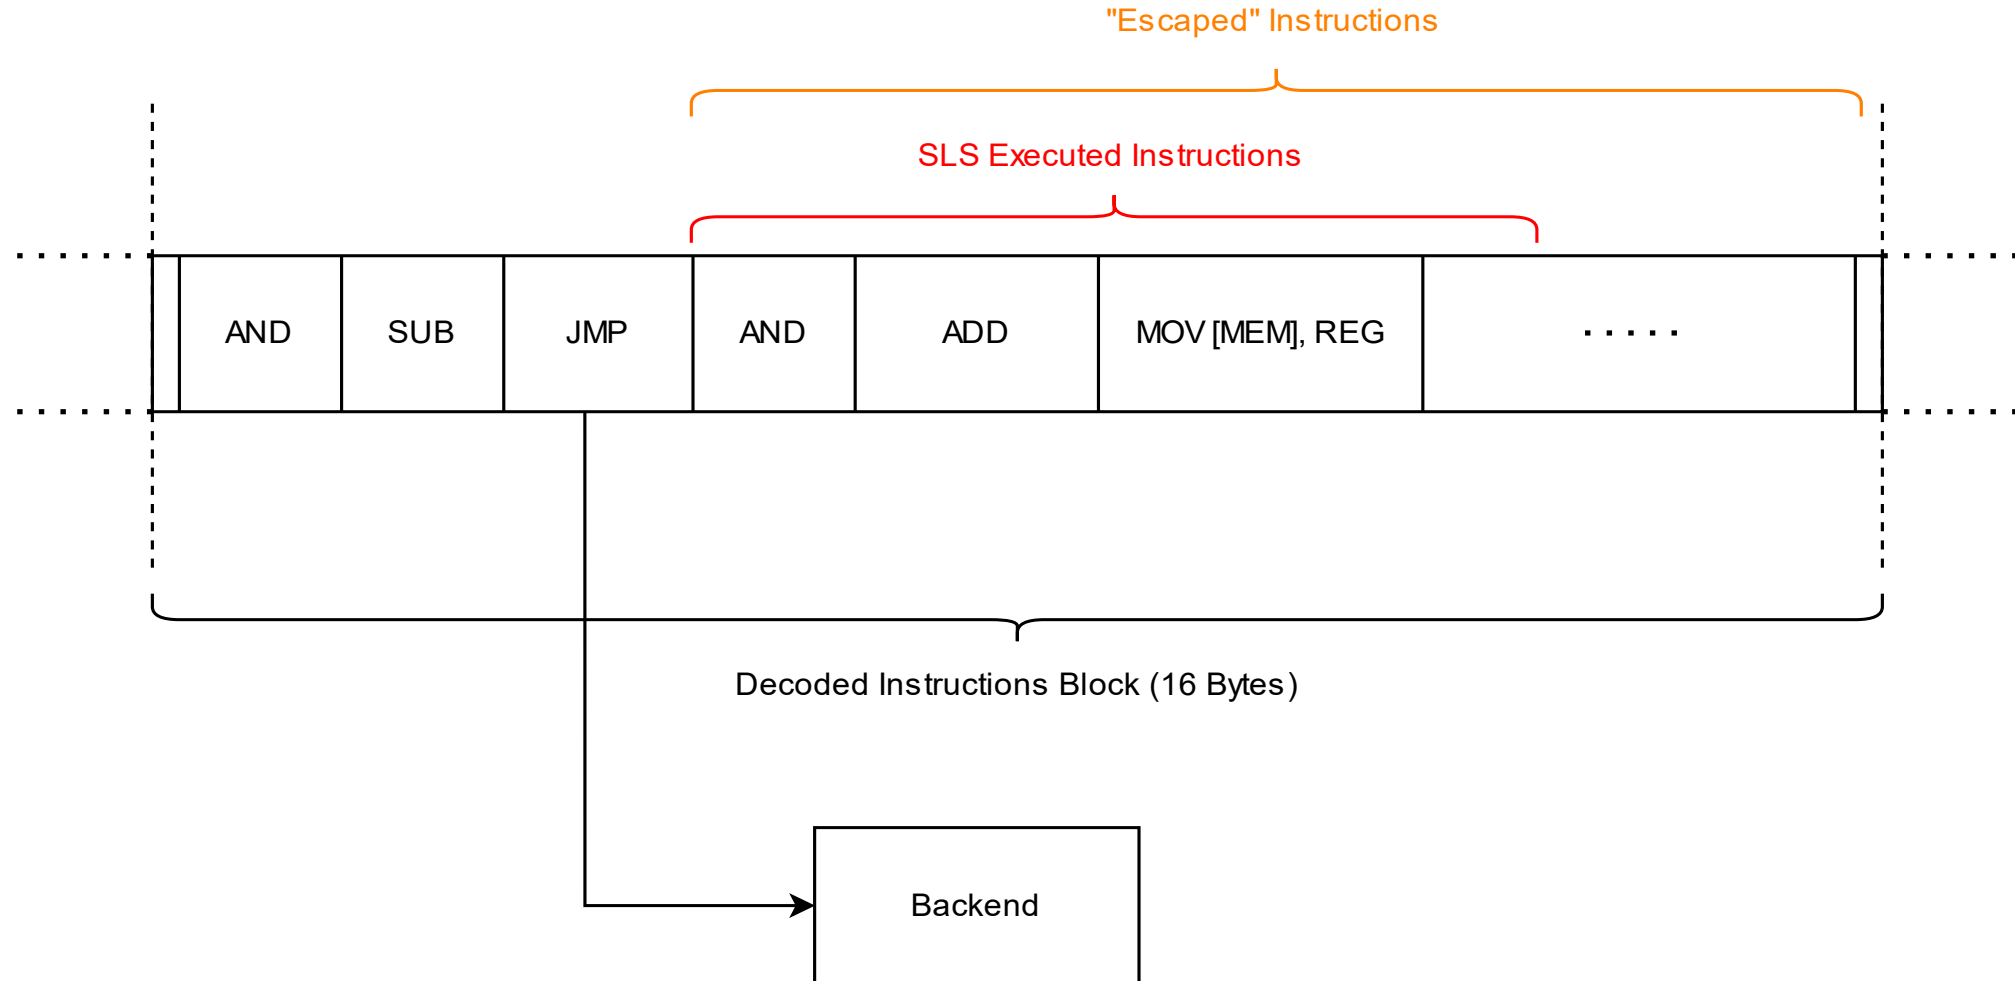 "Escaped" Instructions
SLS Executed Instructions
AND SUB JMP AND ADD MOV [MEM], REG .....
Decoded Instructions Block (16 Bytes)
Backend